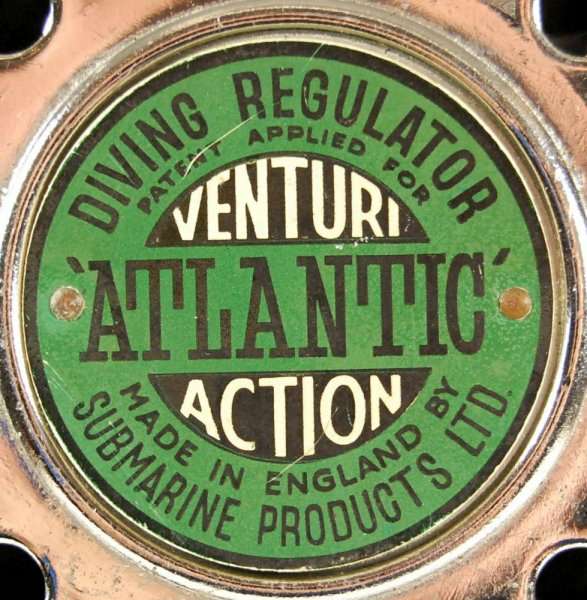 DIVING REGULATOR
PATENT APPLIED FOR
VENTURI
'ATLANTIC'
ACTION
MADE IN ENGLAND BY
SUBMARINE PRODUCTS LTD.